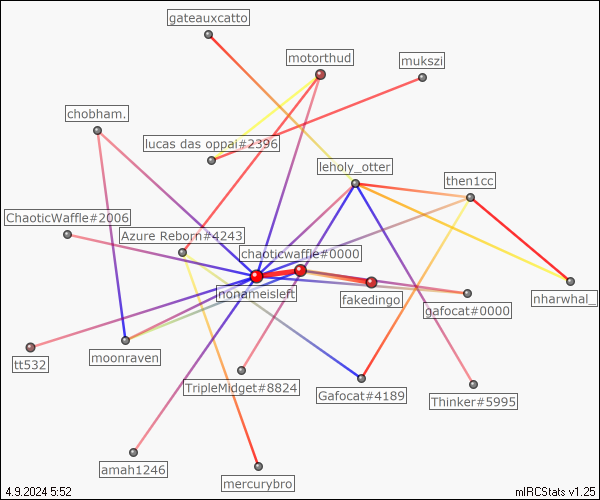 gateauxcatto
motorthud
mukszi
chobham.
lucas das oppai#2396
leholy_otter
then1cc
ChaoticWaffle#2006
Azure Reborn#4243
chaoticwaffle#0000
nonameisleft
fakedingo
gafocat#0000
nharwhal_
tt532
moonraven
TripleMidget#8824
Gafocat#4189
Thinker#5995
amah1246
mercurybro
4.9.2024 5:52
mIRCStats v1.25